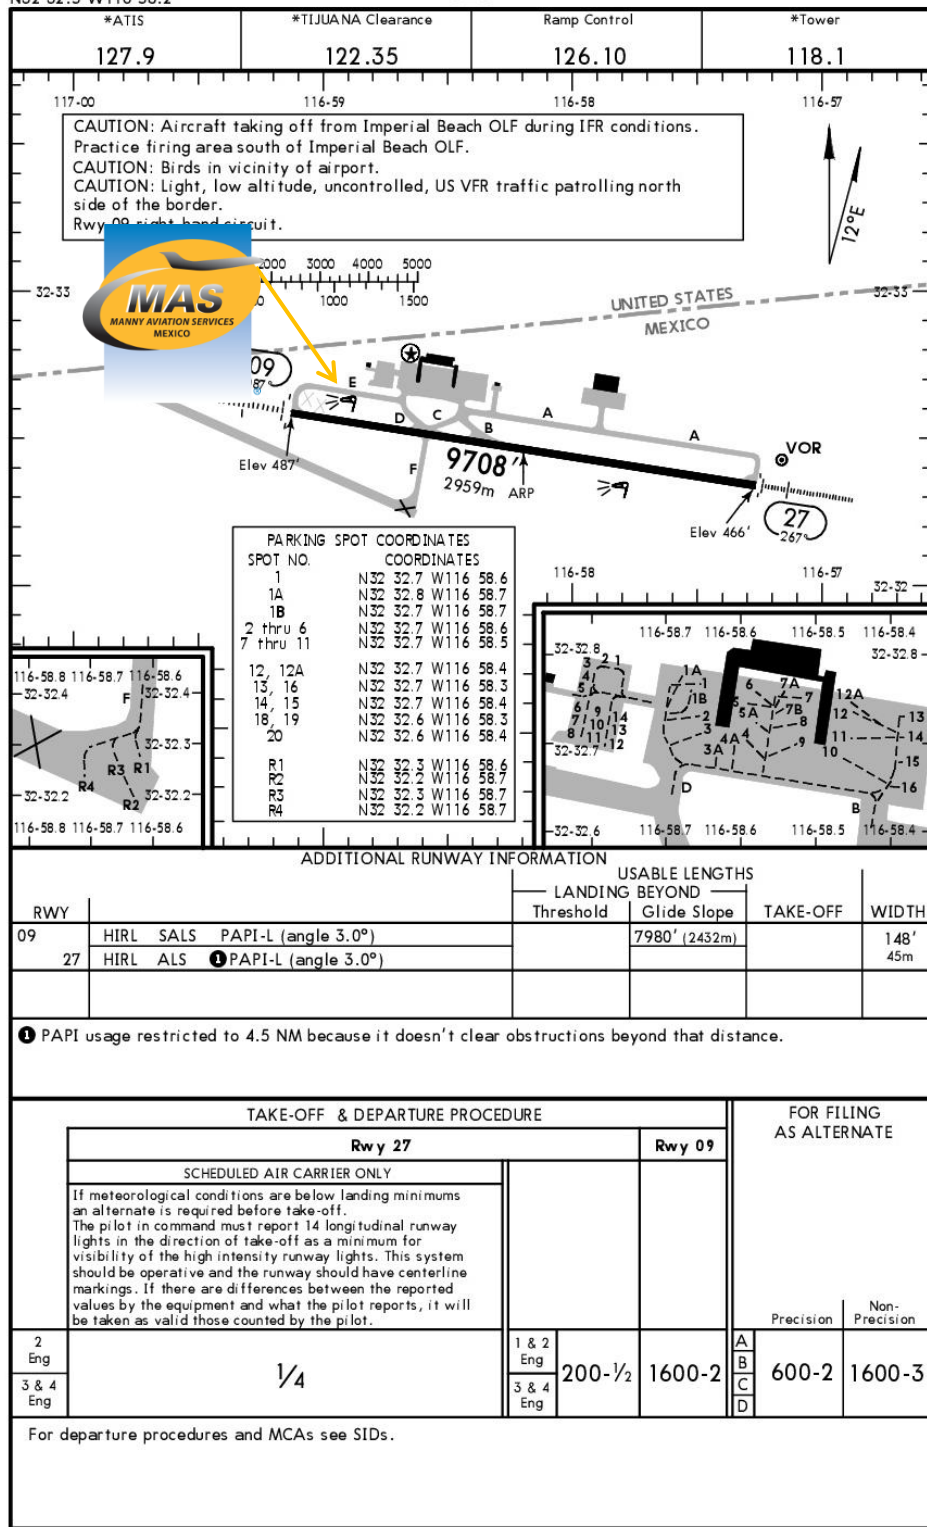 *ATIS
127.9
*TIJUANA Clearance
122.35
Ramp Control
126.10
*Tower
118.1
117-00 116-59 116-58 116-57
CAUTION: Aircraft taking off from Imperial Beach OLF during IFR conditions.
Practice firing area south of Imperial Beach OLF.
CAUTION: Birds in vicinity of airport.
CAUTION: Light, low altitude, uncontrolled, US VFR traffic patrolling north
side of the border.
Rwy 09 right-hand circuit.
12°E
2000 3000 4000 5000
1000 1500
MAS
MANNY AVIATION SERVICES
MEXICO
32-33 32-33
UNITED STATES
MEXICO
09
E
D
C
B
A
A
F
VOR
Elev 487'
9708'
2959m
ARP
Elev 466'
27
267°
116-58 116-57
32-32
PARKING SPOT COORDINATES
SPOT NO. COORDINATES
1 N32 32.7 W116 58.6
1A N32 32.8 W116 58.7
1B N32 32.7 W116 58.7
2 thru 6 N32 32.7 W116 58.6
7 thru 11 N32 32.7 W116 58.5
12, 12A N32 32.7 W116 58.4
13, 16 N32 32.7 W116 58.3
14, 15 N32 32.7 W116 58.4
18, 19 N32 32.6 W116 58.3
20 N32 32.6 W116 58.4
R1 N32 32.3 W116 58.6
R2 N32 32.2 W116 58.7
R3 N32 32.3 W116 58.7
R4 N32 32.2 W116 58.7
116-58.8 116-58.7 116-58.6
32-32.4 F 32-32.4
32-32.3
R4 R3 R1
32-32.2 R2 32-32.2
116-58.8 116-58.7 116-58.6
116-58.7 116-58.6 116-58.5 116-58.4
32-32.8 32-32.8
3 2 1
4
5
6 9 14
7 10 13
8 11 12
1A
1
1B
2
3
3A
4A 4
5
5A
6
7A
7
7B
8
9
10
11
12
12A
13
14
15
16
32-32.7
D
B
32-32.6 116-58.7 116-58.6 116-58.5 116-58.4
ADDITIONAL RUNWAY INFORMATION
USABLE LENGTHS
LANDING BEYOND
RWY Threshold Glide Slope TAKE-OFF WIDTH
09 HIRL SALS PAPI-L (angle 3.0°) 7980' (2432m) 148'
27 HIRL ALS ❶PAPI-L (angle 3.0°) 45m
❶ PAPI usage restricted to 4.5 NM because it doesn't clear obstructions beyond that distance.
TAKE-OFF & DEPARTURE PROCEDURE
FOR FILING
AS ALTERNATE
Rwy 27 Rwy 09
SCHEDULED AIR CARRIER ONLY
If meteorological conditions are below landing minimums
an alternate is required before take-off.
The pilot in command must report 14 longitudinal runway
lights in the direction of take-off as a minimum for
visibility of the high intensity runway lights. This system
should be operative and the runway should have centerline
markings. If there are differences between the reported
values by the equipment and what the pilot reports, it will
be taken as valid those counted by the pilot.
Precision Non-Precision
2 Eng
3 & 4 Eng
1/4
1 & 2 Eng
3 & 4 Eng
200-½ 1600-2
A
B
C
D
600-2 1600-3
For departure procedures and MCAs see SIDs.